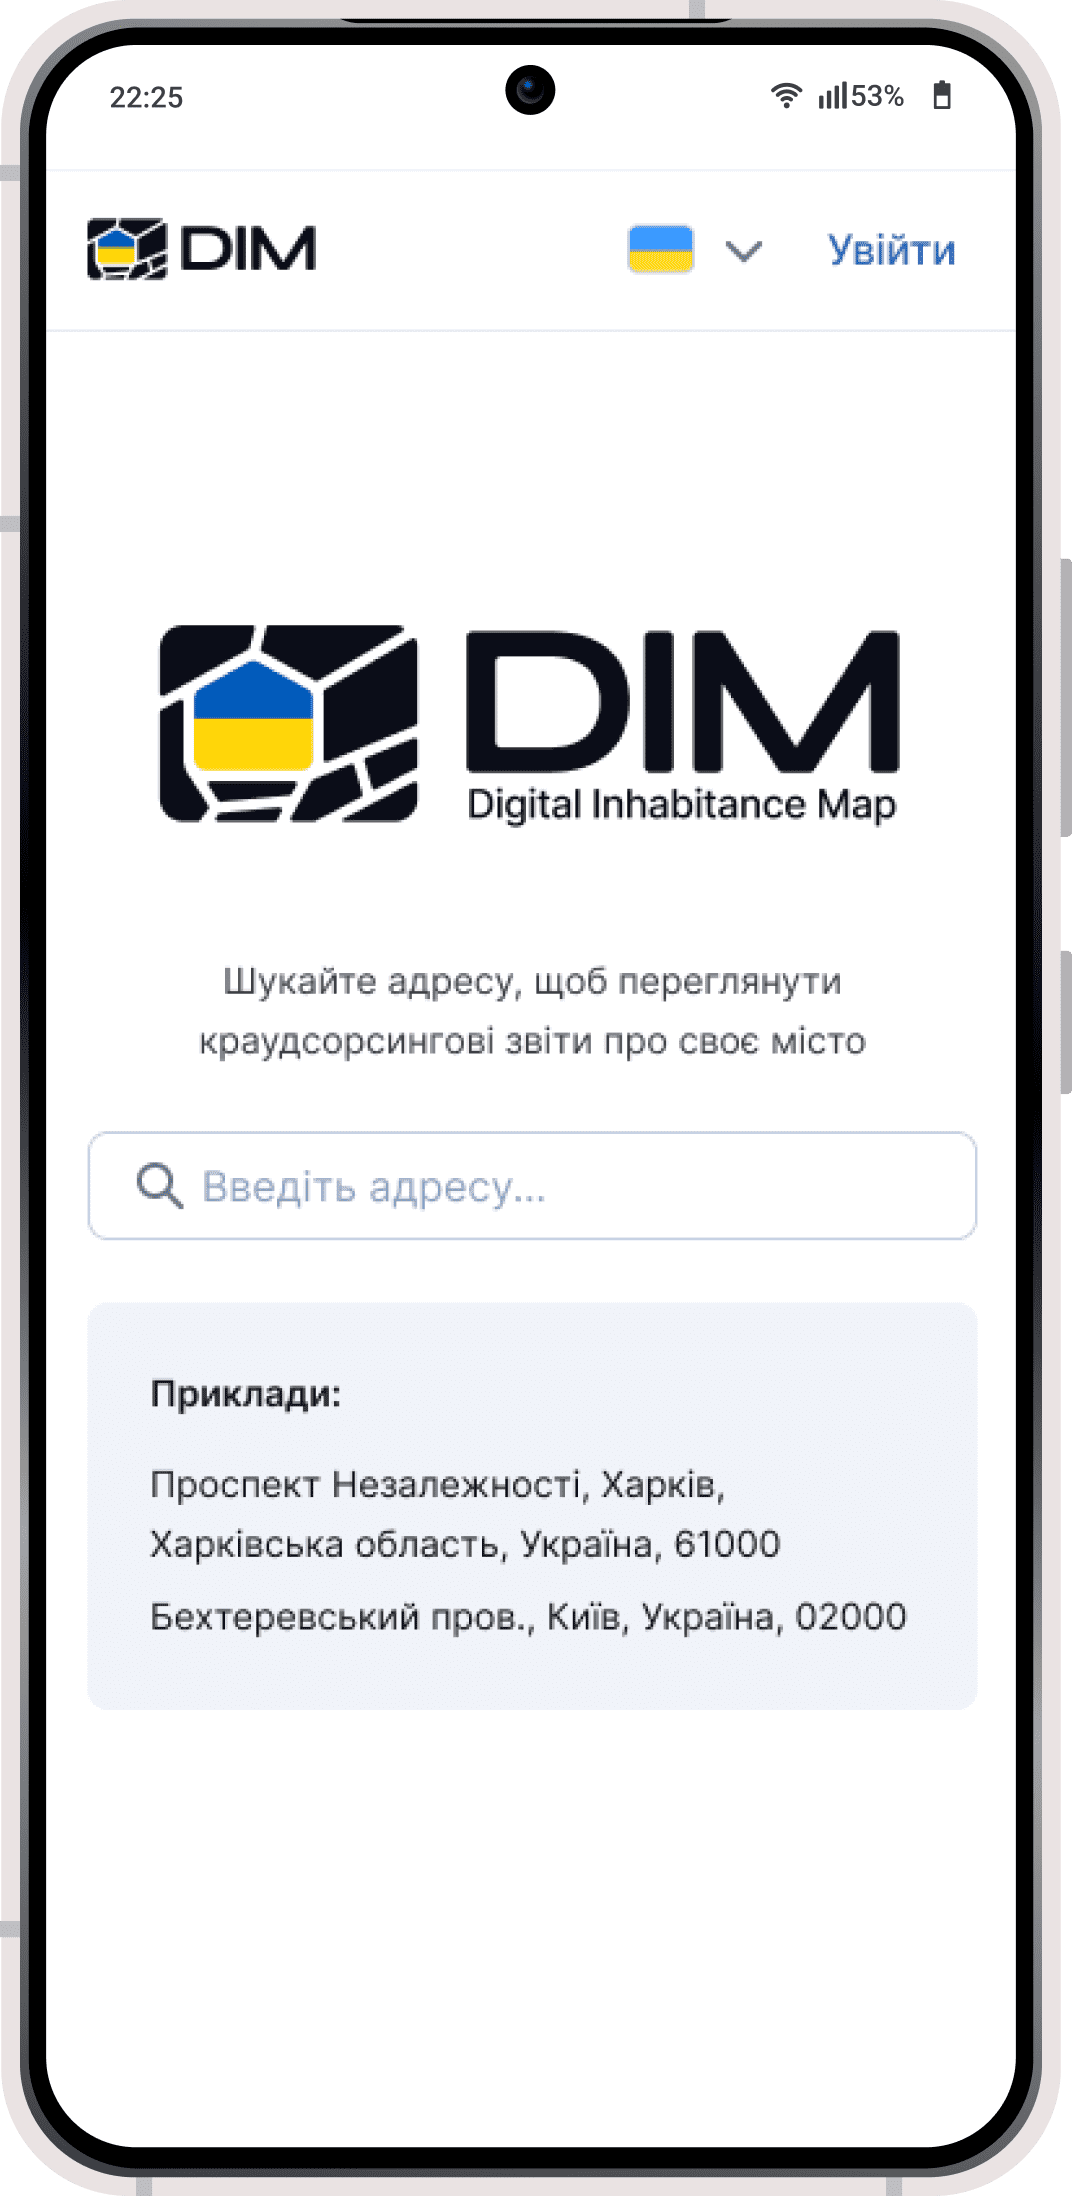 22:25
53%
DIM
Увійти
DIM
Digital Inhabitance Map
Шукайте адресу, щоб переглянути
краудсорсингові звіти про своє місто
Введіть адресу...
Приклади:
Проспект Незалежності, Харків,
Харківська область, Україна, 61000
Бехтеревський пров., Київ, Україна, 02000